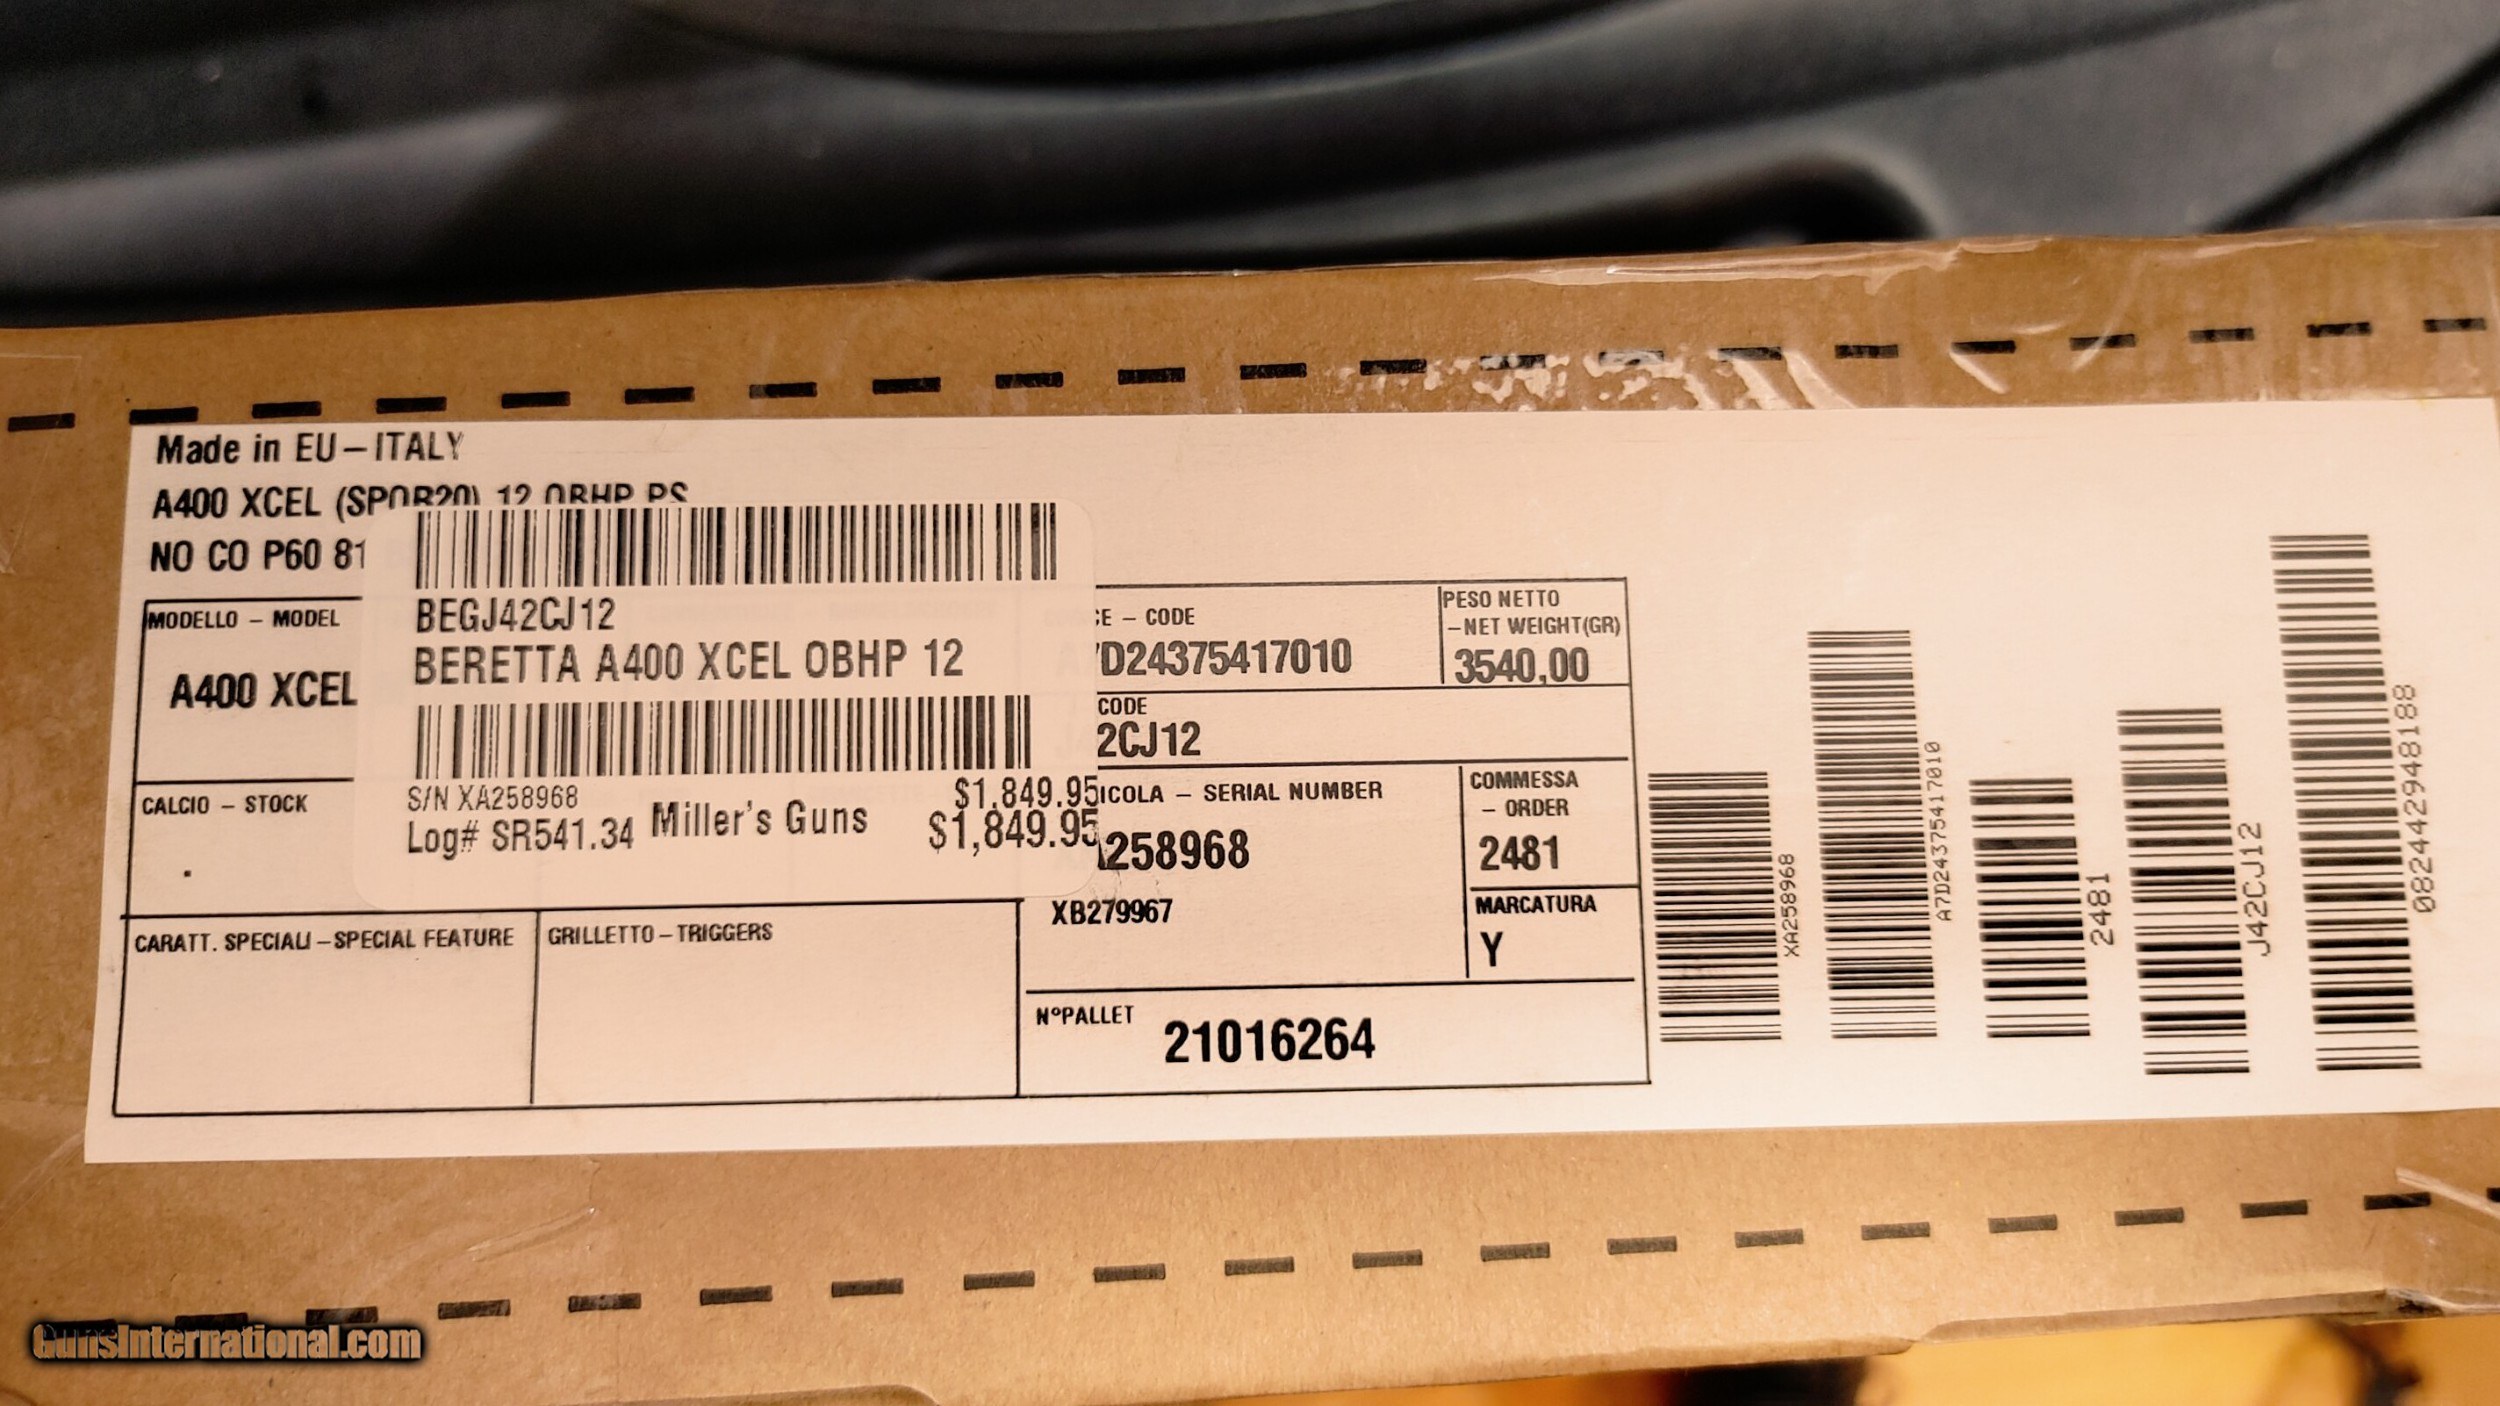 Made in EU – ITALY
A400 XCEL (SPOR20) 12 OBHP PS
NO CO P60 81
BEGJ42CJ12
BERETTA A400 XCEL OBHP 12
S/N XA258968
$1,849.95
Log# SR541.34 Miller's Guns $1,849.95
MODELLO – MODEL
A400 XCEL
CALCIO – STOCK
.
CARATT. SPECIALI – SPECIAL FEATURE
GRILLETTO – TRIGGERS
CE – CODE
7D24375417010
PESO NETTO
– NET WEIGHT(GR)
3540,00
CODE
2CJ12
ICOLA – SERIAL NUMBER
A258968
XB279967
COMMESSA
– ORDER
2481
MARCATURA
Y
N°PALLET
21016264
XA258968
A7D24375417010
2481
J42CJ12
082442948188
GunsInternational.com